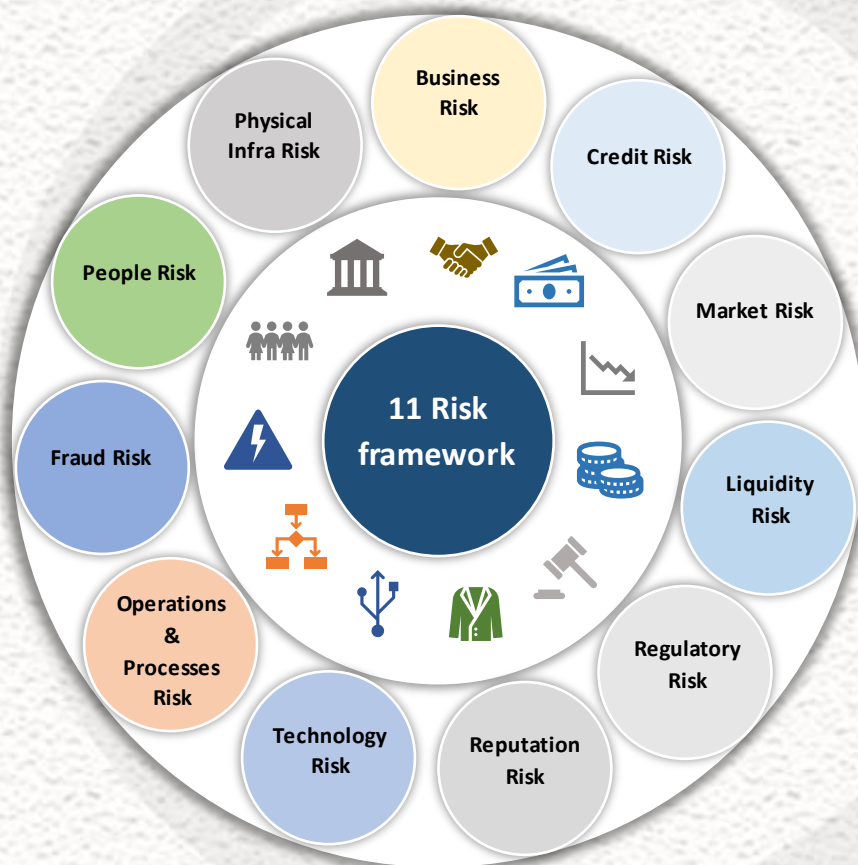 Business
Risk
Credit Risk
Market Risk
Liquidity
Risk
Regulatory
Risk
Reputation
Risk
Technology
Risk
Operations
&
Processes
Risk
Fraud Risk
People Risk
Physical
Infra Risk
11 Risk
framework